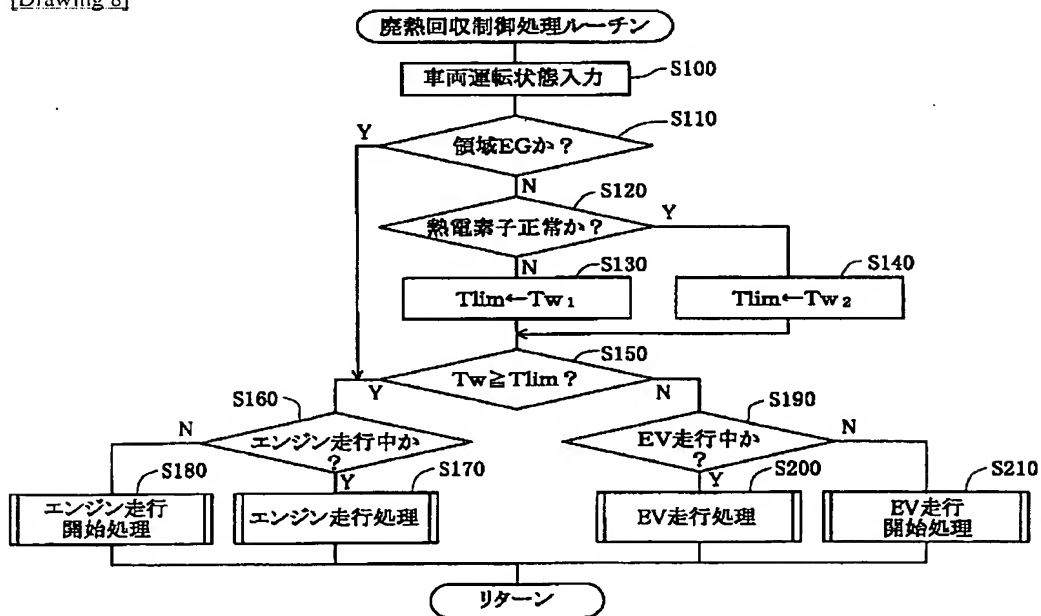 [Drawing 8]
廃熱回収制御処理ルーチン
車両運転状態入力
S100
S110
Y
領域EGか？
N
S120
熱電素子正常か？
Y
N
S130
S140
Tlim←Tw₁
Tlim←Tw₂
S150
Tw≧Tlim？
Y
N
S160
S190
N
エンジン走行中か
？
EV走行中か
？
N
S180
Y
S170
Y
S200
S210
エンジン走行
開始処理
エンジン走行処理
EV走行処理
EV走行
開始処理
リターン